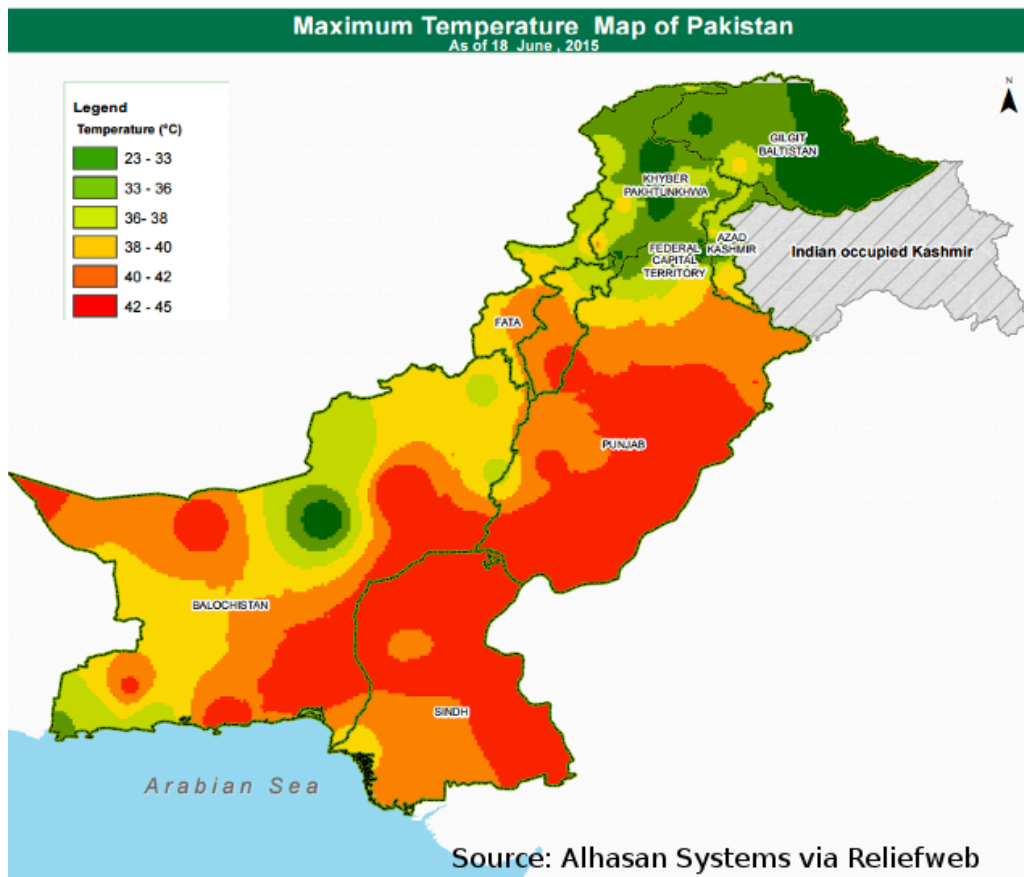 Maximum Temperature Map of Pakistan
As of 18 June , 2015
Legend
Temperature (°C)
23 - 33
33 - 36
36- 38
38 - 40
40 - 42
42 - 45
N
GILGIT
BALTISTAN
KHYBER
PAKHTUNKHWA
AZAD
KASHMIR
FEDERAL
CAPITAL
TERRITORY
Indian occupied Kashmir
FATA
PUNJAB
BALOCHISTAN
SINDH
Arabian Sea
Source: Alhasan Systems via Reliefweb